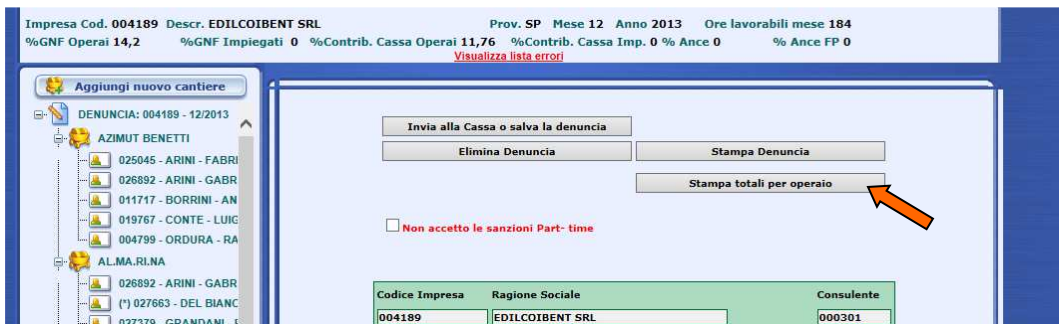 Impresa Cod. 004189 Descr. EDILCOIBENT SRL Prov. SP Mese 12 Anno 2013 Ore lavorabili mese 184
%GNF Operai 14,2 %GNF Impiegati 0 %Contrib. Cassa Operai 11,76 %Contrib. Cassa Imp. 0 % Ance 0 % Ance FP 0
Visualizza lista errori
Aggiungi nuovo cantiere
DENUNCIA: 004189 - 12/2013
AZIMUT BENETTI
025045 - ARINI - FABRI
026892 - ARINI - GABR
011717 - BORRINI - AN
019767 - CONTE - LUIG
004799 - ORDURA - RA
AL.MA.RI.NA
026892 - ARINI - GABR
(*) 027663 - DEL BIANC
027379 - GRANDANI -
Invia alla Cassa o salva la denuncia
Elimina Denuncia Stampa Denuncia
Stampa totali per operaio
Non accetto le sanzioni Part- time
Codice Impresa Ragione Sociale Consulente
004189 EDILCOIBENT SRL 000301